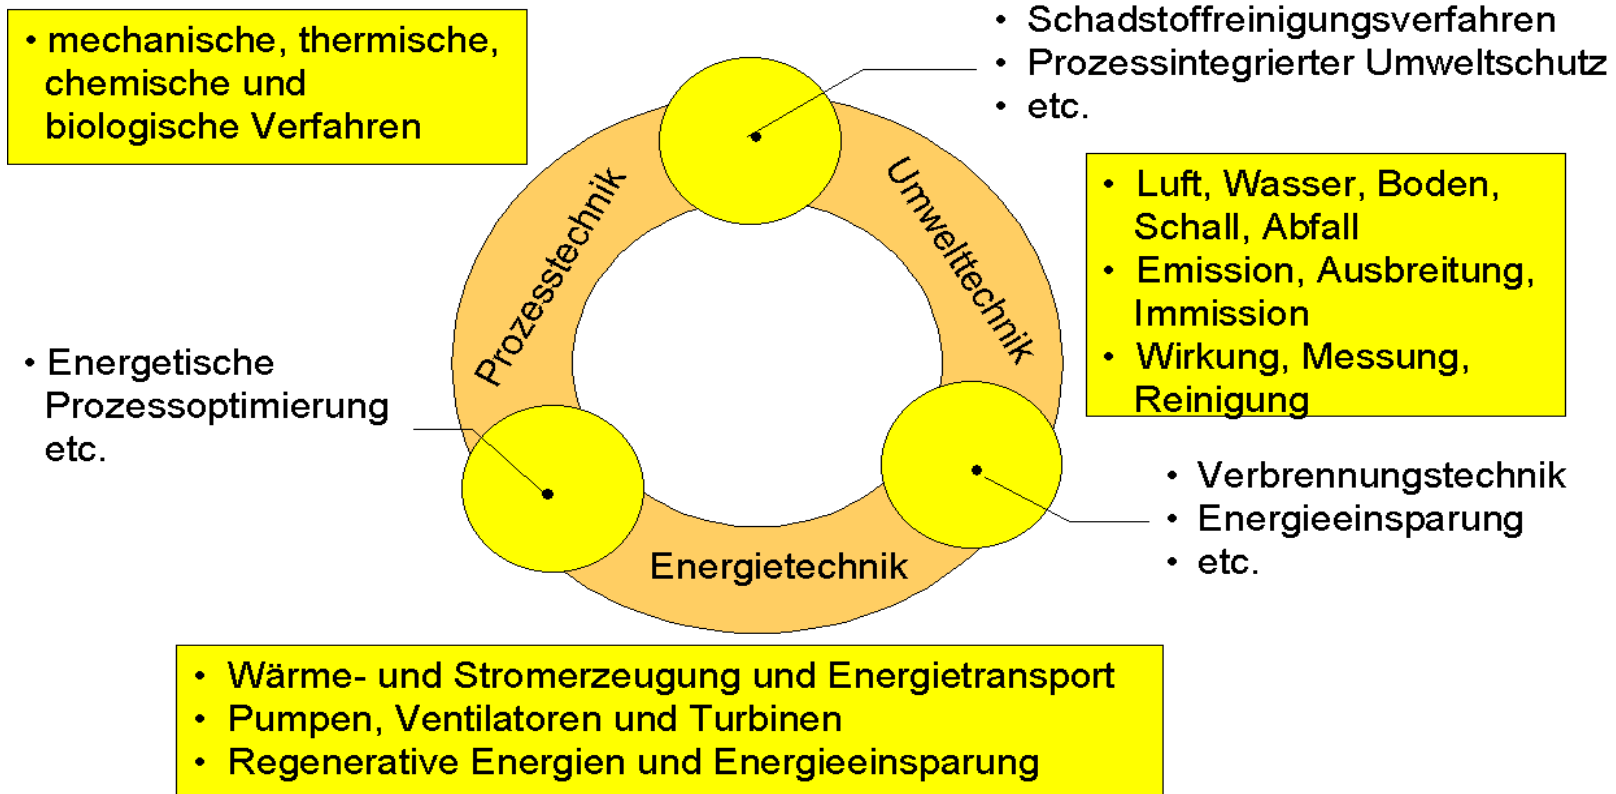 • mechanische, thermische,
chemische und
biologische Verfahren
• Schadstoffreinigungsverfahren
• Prozessintegrierter Umweltschutz
• etc.
Prozesstechnik
Umwelttechnik
• Luft, Wasser, Boden,
Schall, Abfall
• Emission, Ausbreitung,
Immission
• Wirkung, Messung,
Reinigung
• Energetische
Prozessoptimierung
etc.
• Verbrennungstechnik
• Energieeinsparung
• etc.
Energietechnik
• Wärme- und Stromerzeugung und Energietransport
• Pumpen, Ventilatoren und Turbinen
• Regenerative Energien und Energieeinsparung